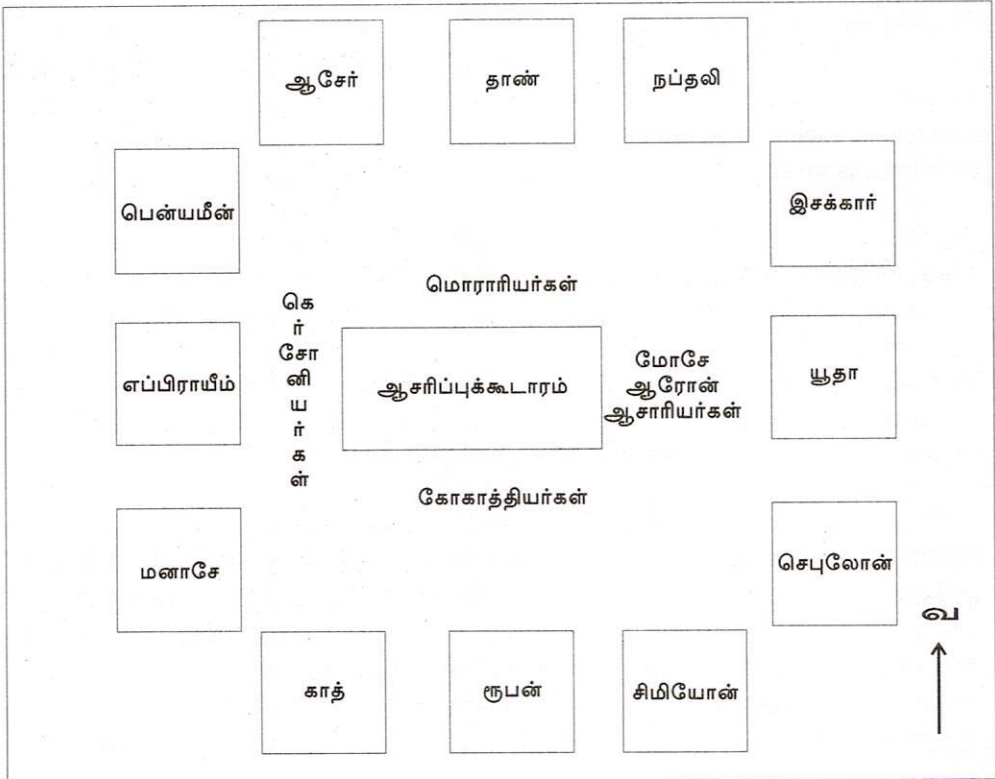 ஆசேர்
தாண்
நப்தலி
பென்யமீன்
இசக்கார்
மொராரியர்கள்
கெ
ர்
சோ
னி
ய
ர்
க
ள்
எப்பிராயீம்
ஆசரிப்புக்கூடாரம்
மோசே
ஆரோன்
ஆசாரியர்கள்
யூதா
கோகாத்தியர்கள்
மனாசே
செபுலோன்
வ
காத்
ரூபன்
சிமியோன்